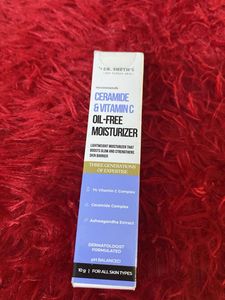 DR. SHETH'S
CERAMIDE
& VITAMIN C
OIL-FREE
MOISTURIZER
LIGHTWEIGHT MOISTURIZER THAT
BOOSTS GLOW AND STRENGTHENS
SKIN BARRIER
THREE GENERATIONS
OF EXPERTISE
1% Vitamin C Complex
Ceramide Complex
Ashwagandha Extract
DERMATOLOGIST
FORMULATED
pH BALANCED
10 g | FOR ALL SKIN TYPES